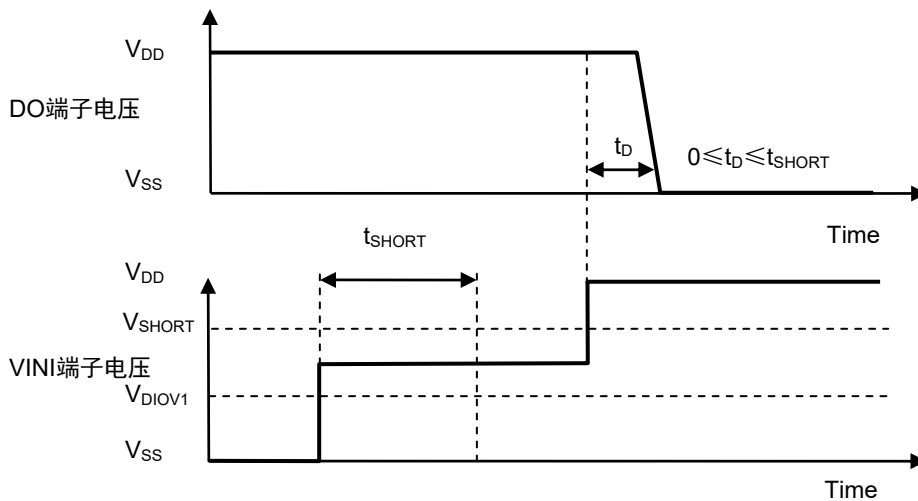 VDD
DO端子电压
tD
0≤tD≤tSHORT
VSS
Time
tSHORT
VDD
VSHORT
VINI端子电压
VDIOV1
VSS
Time